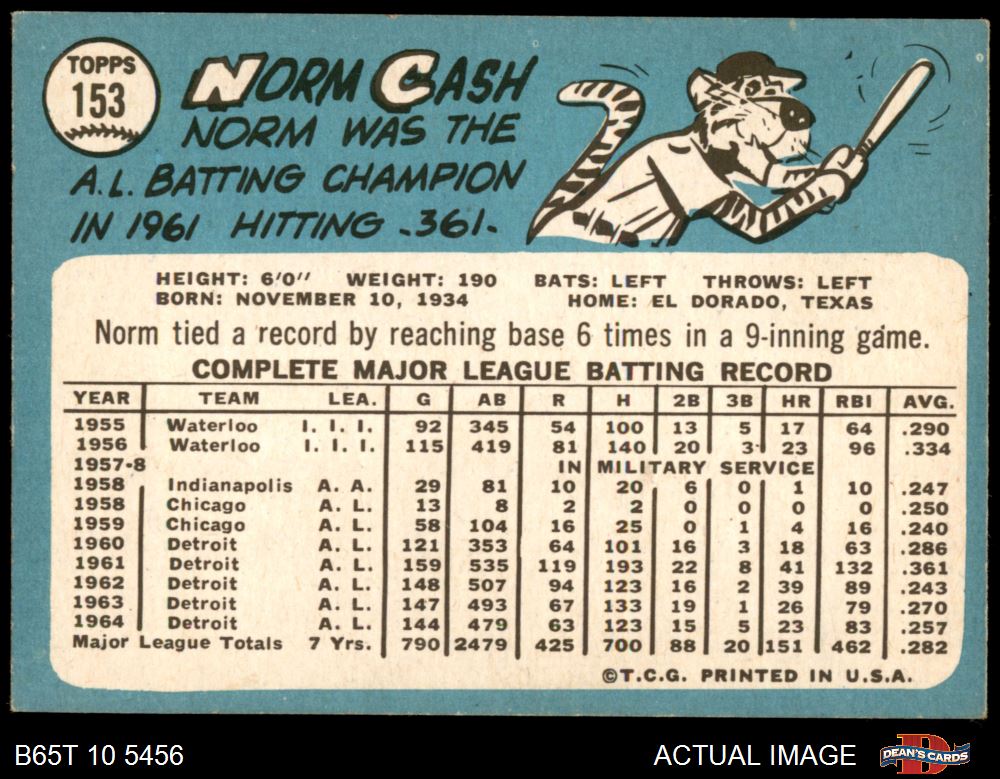 TOPPS
153
NORM CASH
NORM WAS THE
A.L. BATTING CHAMPION
IN 1961 HITTING .361.
HEIGHT: 6'0" WEIGHT: 190 BATS: LEFT THROWS: LEFT
BORN: NOVEMBER 10, 1934 HOME: EL DORADO, TEXAS
Norm tied a record by reaching base 6 times in a 9-inning game.
COMPLETE MAJOR LEAGUE BATTING RECORD
YEAR TEAM LEA. G AB R H 2B 3B HR RBI AVG.
1955 Waterloo I. I. I. 92 345 54 100 13 5 17 64 .290
1956 Waterloo I. I. I. 115 419 81 140 20 3 23 96 .334
1957-8 IN MILITARY SERVICE
1958 Indianapolis A. A. 29 81 10 20 6 0 1 10 .247
1958 Chicago A. L. 13 8 2 2 0 0 0 0 .250
1959 Chicago A. L. 58 104 16 25 0 1 4 16 .240
1960 Detroit A. L. 121 353 64 101 16 3 18 63 .286
1961 Detroit A. L. 159 535 119 193 22 8 41 132 .361
1962 Detroit A. L. 148 507 94 123 16 2 39 89 .243
1963 Detroit A. L. 147 493 67 133 19 1 26 79 .270
1964 Detroit A. L. 144 479 63 123 15 5 23 83 .257
Major League Totals 7 Yrs. 790 2479 425 700 88 20 151 462 .282
©T.C.G. PRINTED IN U.S.A.
B65T 10 5456 ACTUAL IMAGE DEAN'S CARDS